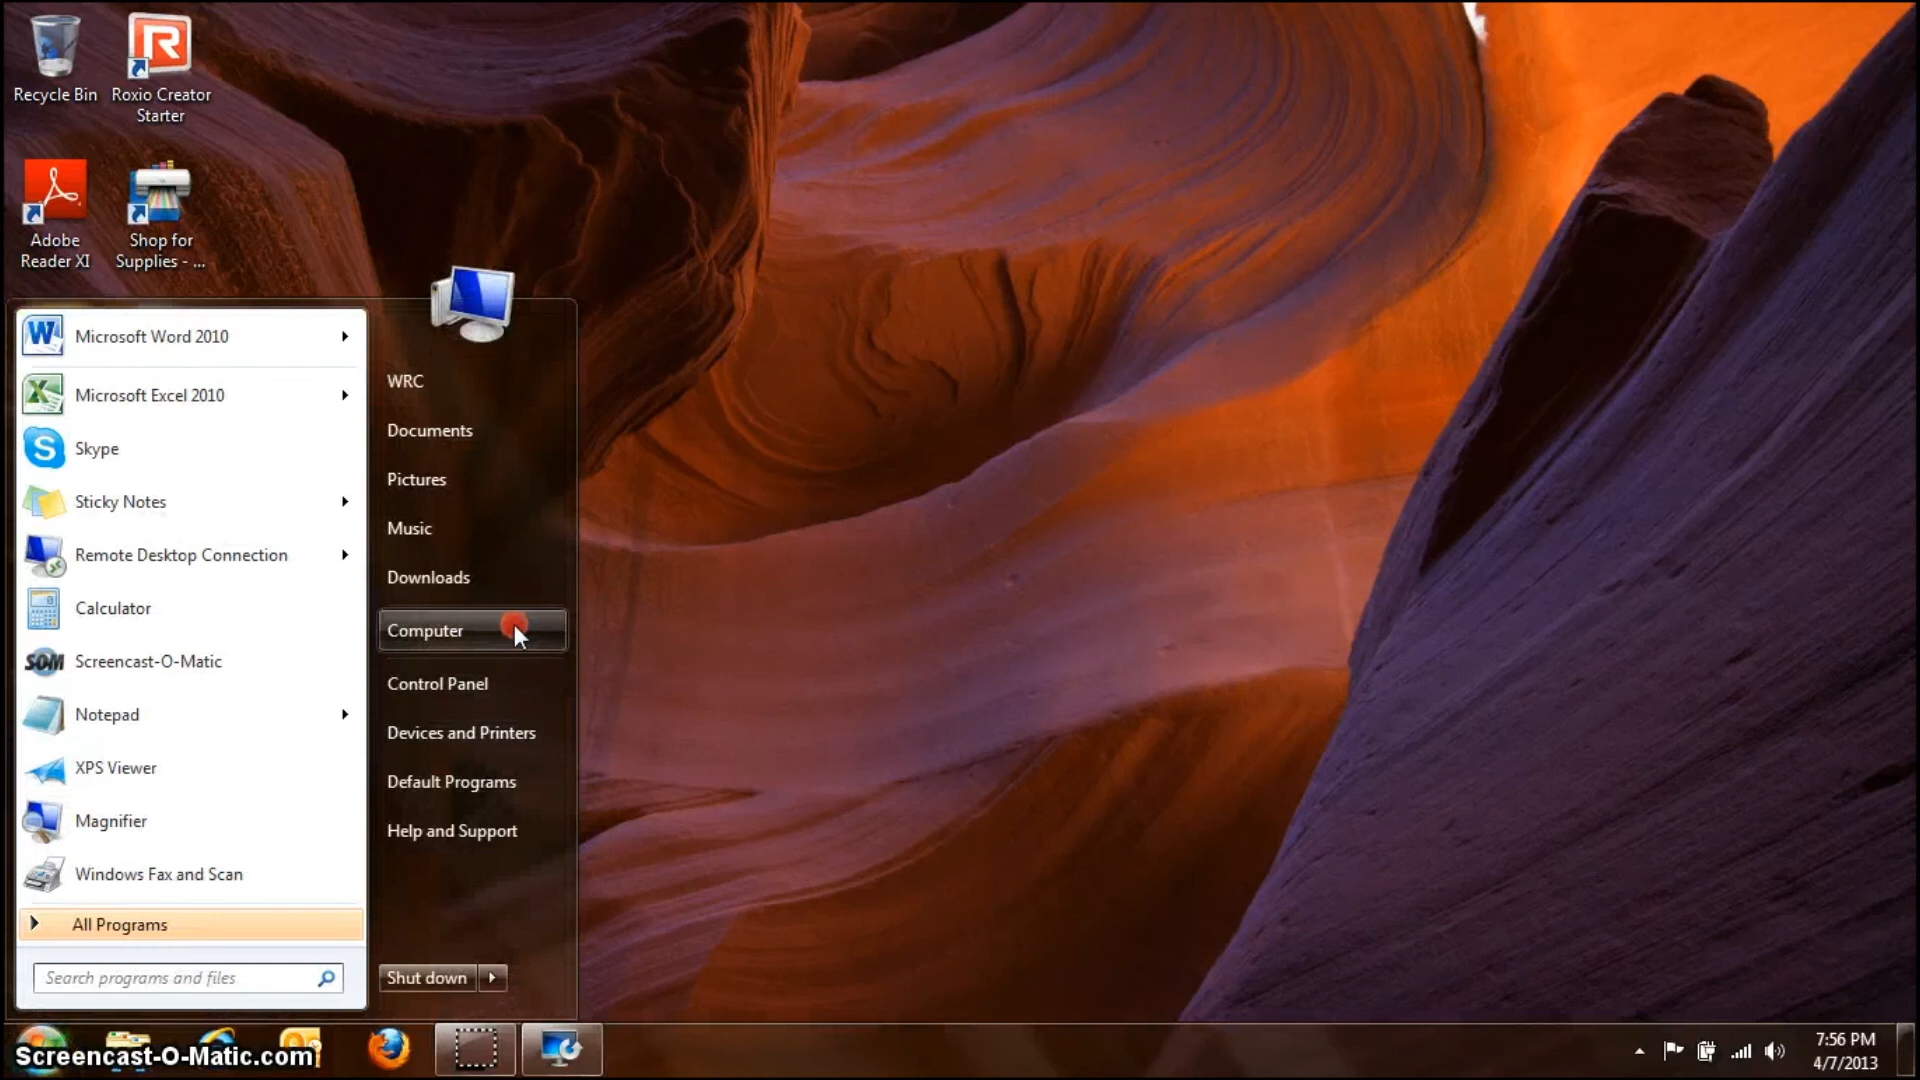 Recycle Bin
Roxio Creator
Starter
Adobe
Reader XI
Shop for
Supplies - ...
Microsoft Word 2010
Microsoft Excel 2010
Skype
Sticky Notes
Remote Desktop Connection
Calculator
SOM Screencast-O-Matic
Notepad
XPS Viewer
Magnifier
Windows Fax and Scan
All Programs
Search programs and files
WRC
Documents
Pictures
Music
Downloads
Computer
Control Panel
Devices and Printers
Default Programs
Help and Support
Shut down
Screencast-O-Matic.com
7:56 PM
4/7/2013